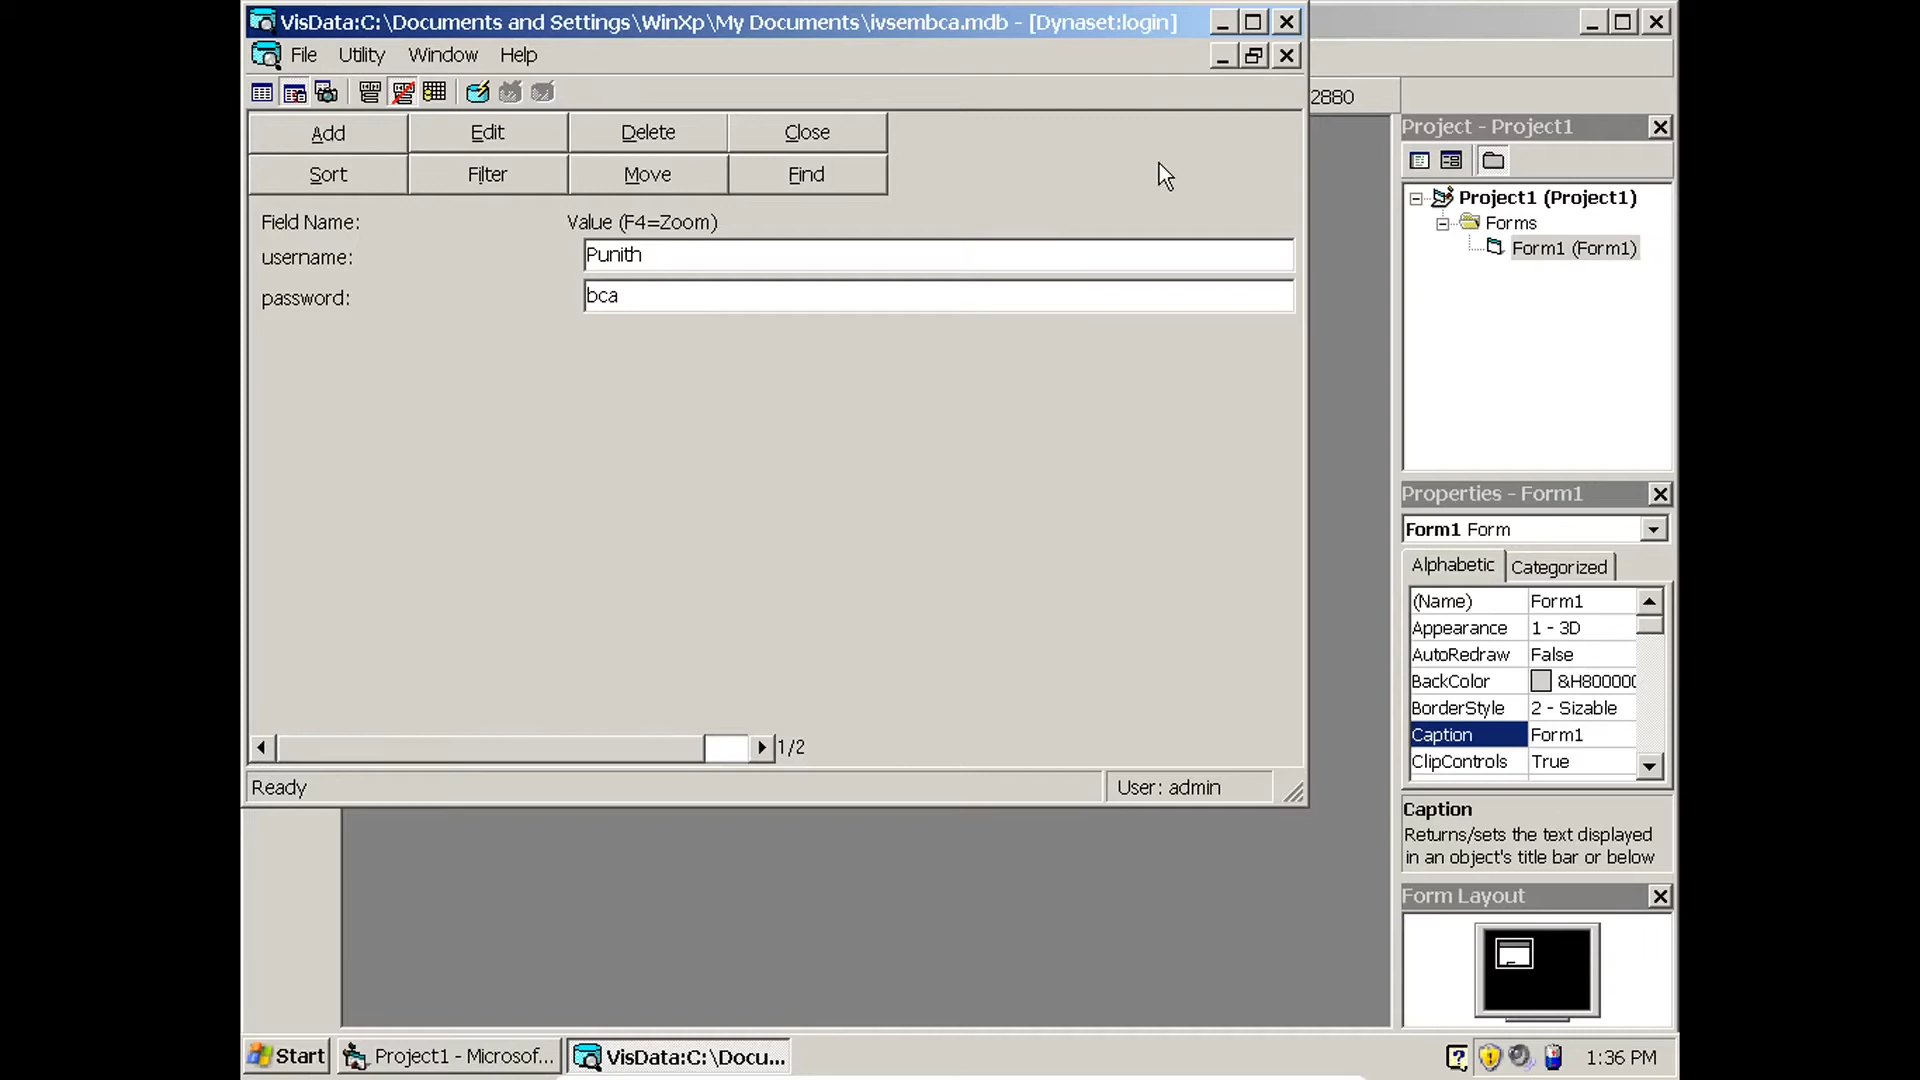 VisData:C:\Documents and Settings\WinXp\My Documents\ivsembca.mdb - [Dynaset:login]
File Utility Window Help
2880
Add Edit Delete Close
Sort Filter Move Find
Field Name: Value (F4=Zoom)
username: Punith
password: bca
1/2
Ready User: admin
Project - Project1
Project1 (Project1)
Forms
Form1 (Form1)
Properties - Form1
Form1 Form
Alphabetic Categorized
(Name) Form1
Appearance 1 - 3D
AutoRedraw False
BackColor &H800000
BorderStyle 2 - Sizable
Caption Form1
ClipControls True
Caption
Returns/sets the text displayed
in an object's title bar or below
Form Layout
Start Project1 - Microsof... VisData:C:\Docu... 1:36 PM